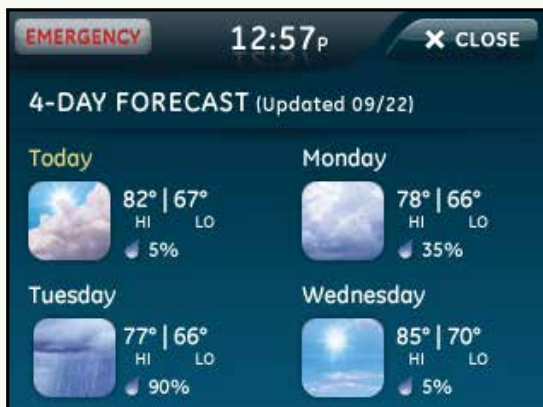 EMERGENCY 12:57P X CLOSE
4-DAY FORECAST (Updated 09/22)
Today
82° | 67°
HI LO
5%
Monday
78° | 66°
HI LO
35%
Tuesday
77° | 66°
HI LO
90%
Wednesday
85° | 70°
HI LO
5%